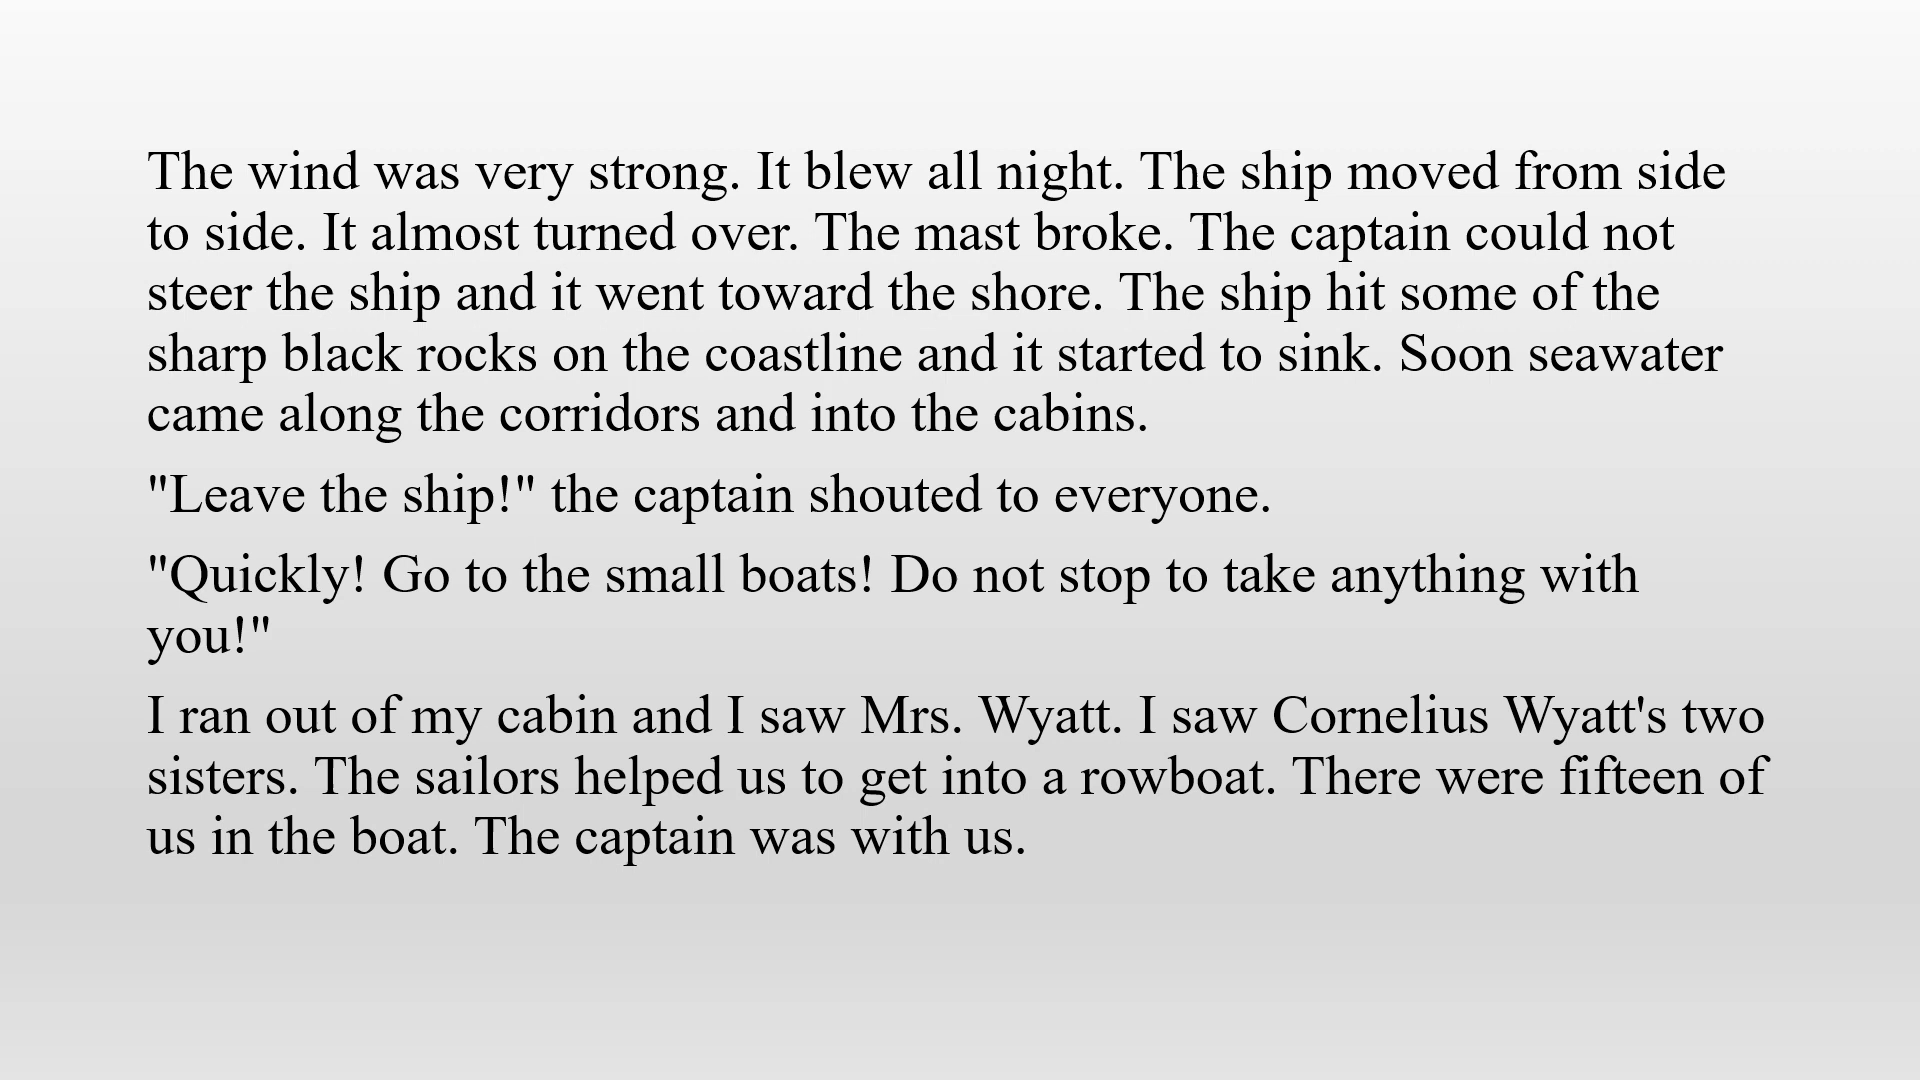 The wind was very strong. It blew all night. The ship moved from side
to side. It almost turned over. The mast broke. The captain could not
steer the ship and it went toward the shore. The ship hit some of the
sharp black rocks on the coastline and it started to sink. Soon seawater
came along the corridors and into the cabins.
"Leave the ship!" the captain shouted to everyone.
"Quickly! Go to the small boats! Do not stop to take anything with
you!"
I ran out of my cabin and I saw Mrs. Wyatt. I saw Cornelius Wyatt's two
sisters. The sailors helped us to get into a rowboat. There were fifteen of
us in the boat. The captain was with us.